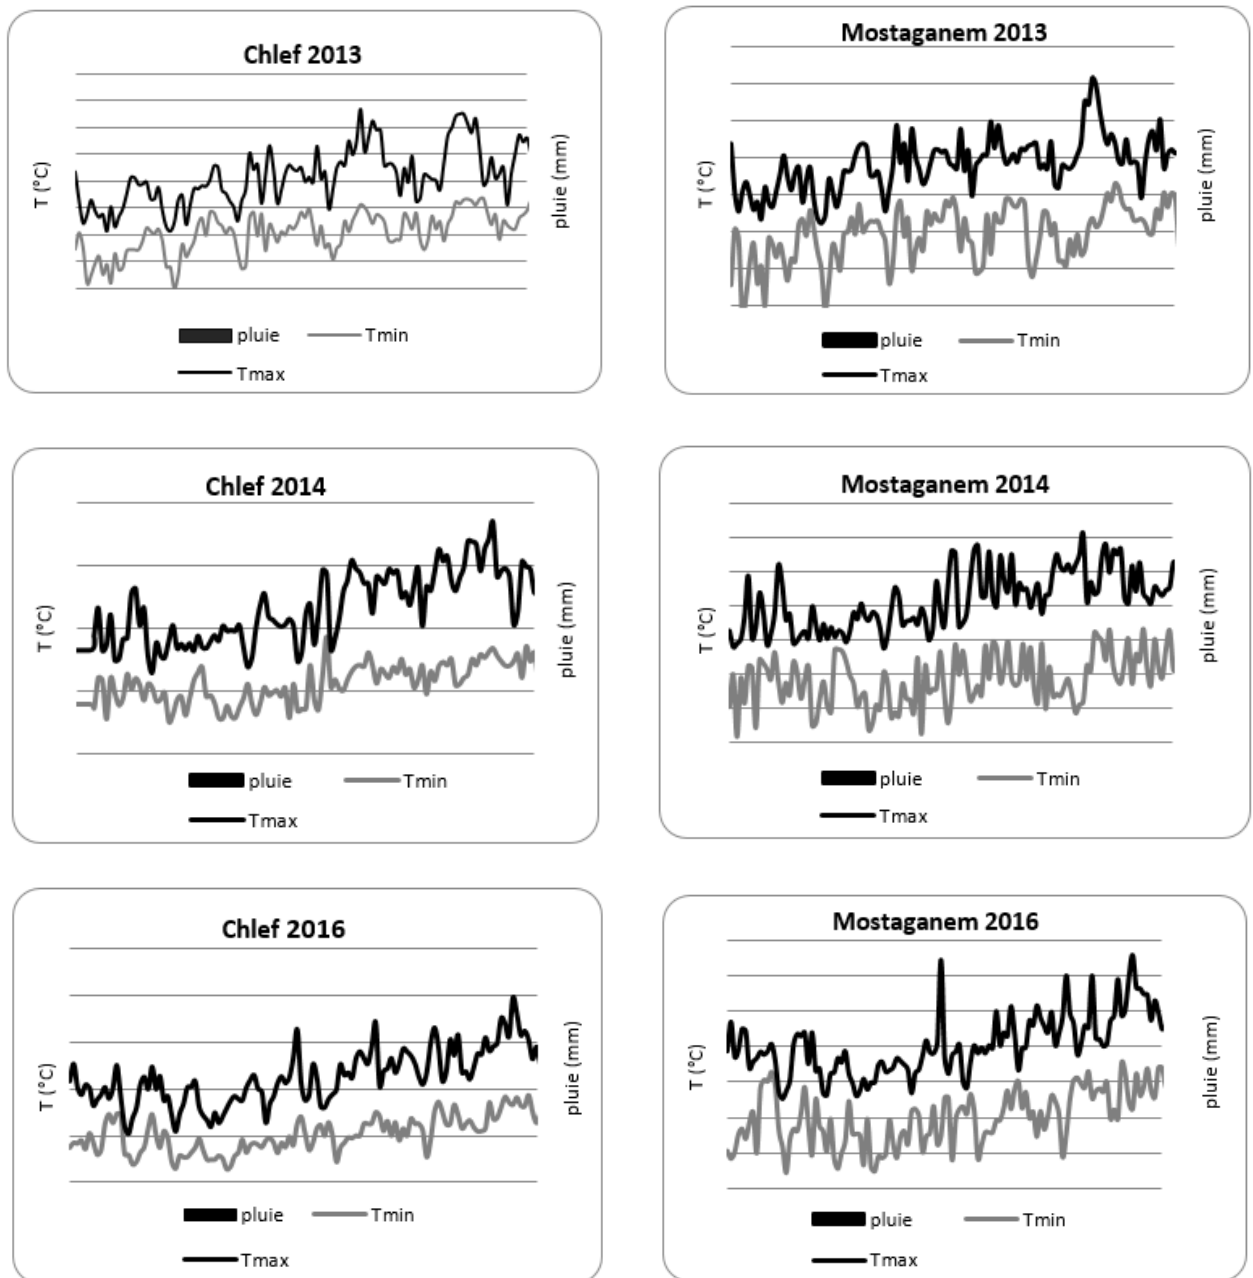 Chlef 2013
T (°C)
pluie (mm)
pluie
Tmin
Tmax
Mostaganem 2013
T (°C)
pluie (mm)
pluie
Tmin
Tmax
Chlef 2014
T (°C)
pluie (mm)
pluie
Tmin
Tmax
Mostaganem 2014
T (°C)
pluie (mm)
pluie
Tmin
Tmax
Chlef 2016
T (°C)
pluie (mm)
pluie
Tmin
Tmax
Mostaganem 2016
T (°C)
pluie (mm)
pluie
Tmin
Tmax